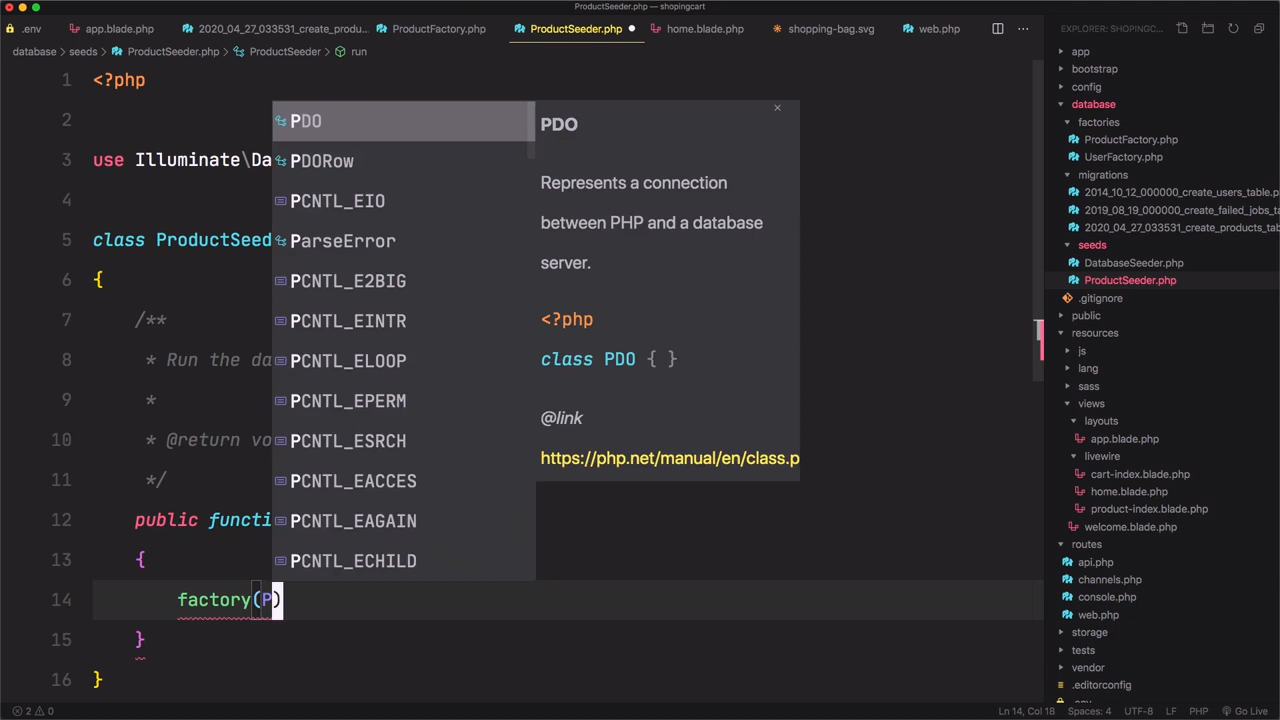 ProductSeeder.php — shopingcart
.env
app.blade.php
2020_04_27_033531_create_produ...
ProductFactory.php
ProductSeeder.php
home.blade.php
shopping-bag.svg
web.php
EXPLORER: SHOPINGC...
database › seeds › ProductSeeder.php › ProductSeeder › run
1 <?php
2
3 use Illuminate\Da
4
5 class ProductSeed
6 {
7 /**
8 * Run the da
9 *
10 * @return vo
11 */
12 public functi
13 {
14 factory(P)
15 }
16 }
PDO
PDORow
PCNTL_EIO
ParseError
PCNTL_E2BIG
PCNTL_EINTR
PCNTL_ELOOP
PCNTL_EPERM
PCNTL_ESRCH
PCNTL_EACCES
PCNTL_EAGAIN
PCNTL_ECHILD
PDO
Represents a connection
between PHP and a database
server.
<?php
class PDO { }
@link
https://php.net/manual/en/class.p
app
bootstrap
config
database
factories
ProductFactory.php
UserFactory.php
migrations
2014_10_12_000000_create_users_table.p
2019_08_19_000000_create_failed_jobs_ta
2020_04_27_033531_create_products_tab
seeds
DatabaseSeeder.php
ProductSeeder.php
.gitignore
public
resources
js
lang
sass
views
layouts
app.blade.php
livewire
cart-index.blade.php
home.blade.php
product-index.blade.php
welcome.blade.php
routes
api.php
channels.php
console.php
web.php
storage
tests
vendor
.editorconfig
2 0
Ln 14, Col 18 Spaces: 4 UTF-8 LF PHP Go Live